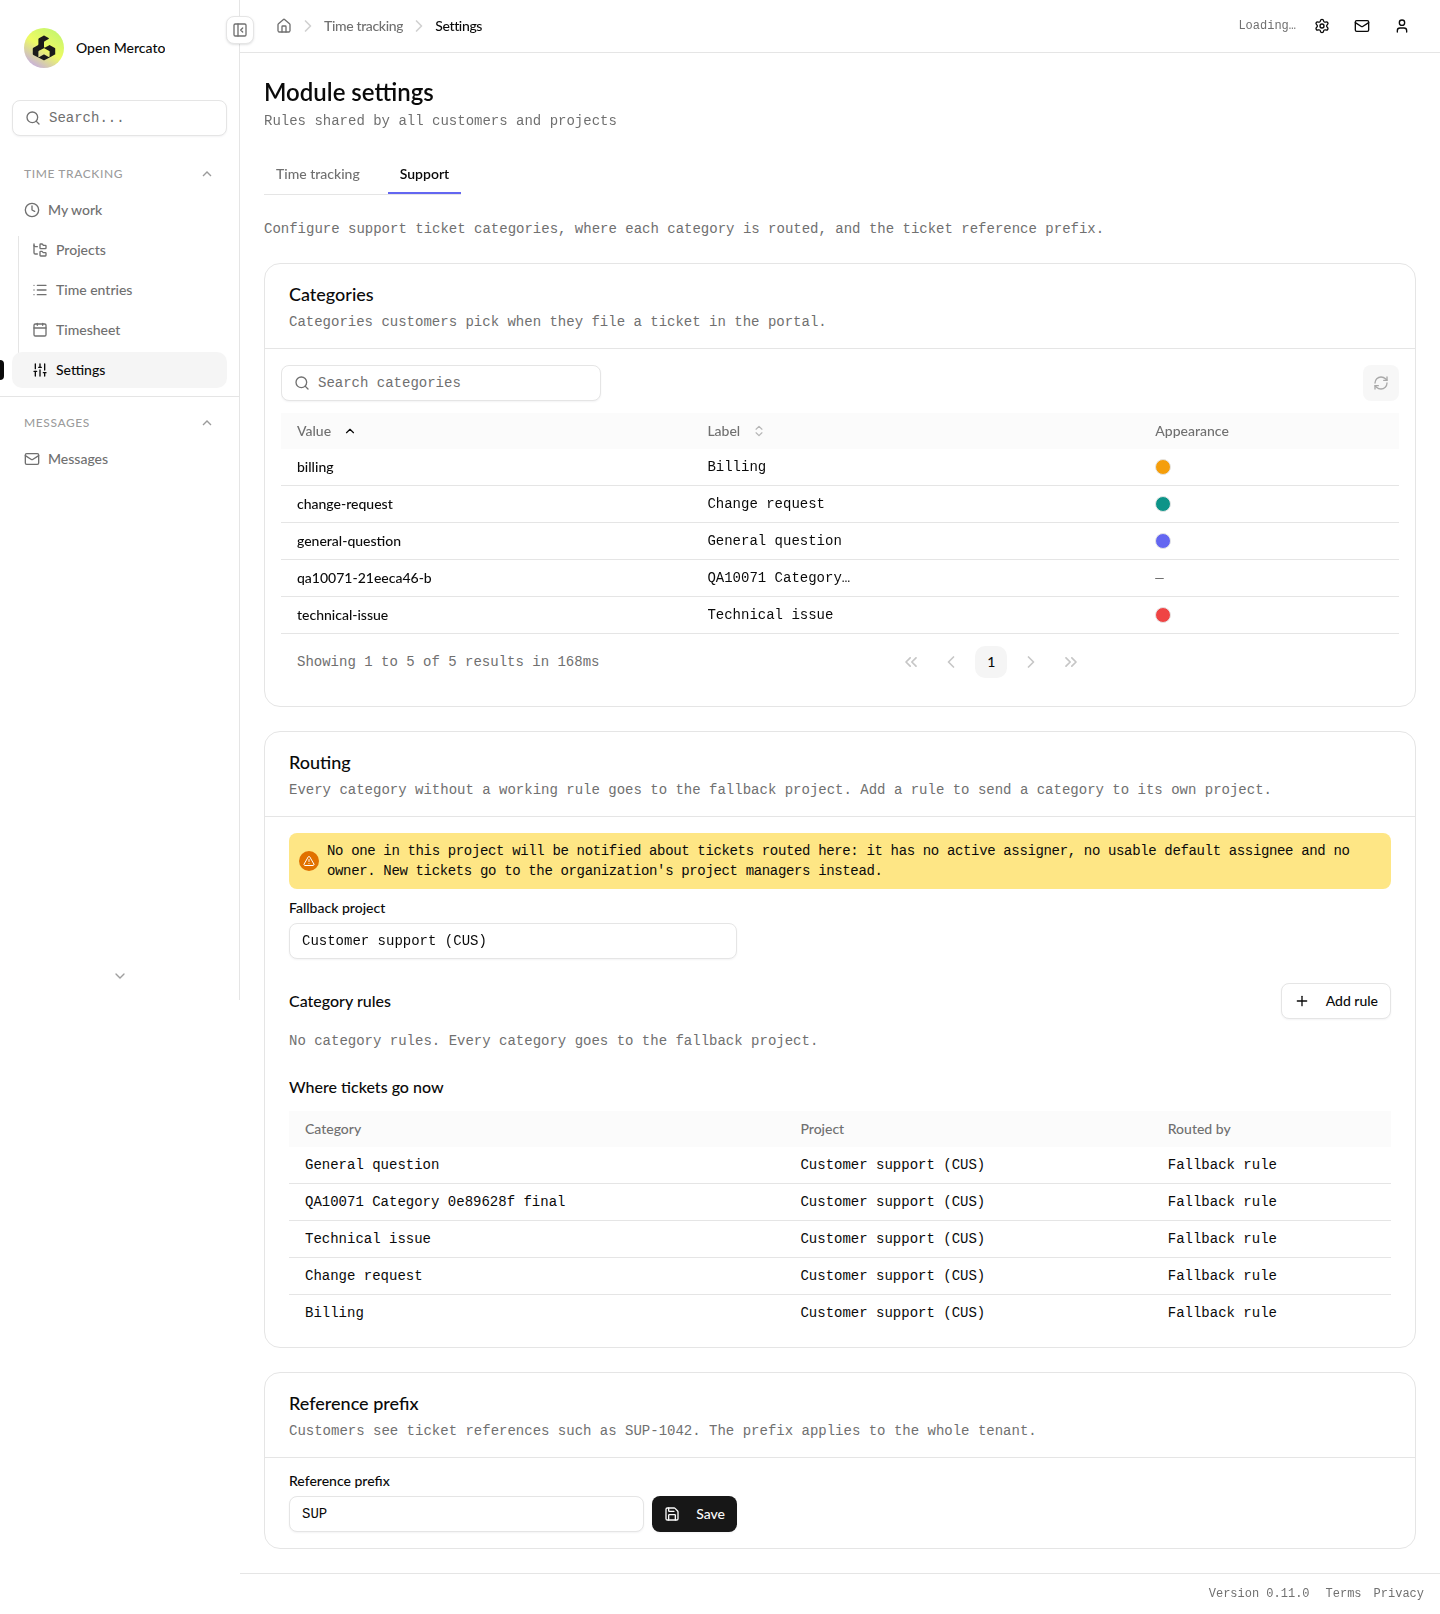 Open Mercato
Search...
TIME TRACKING
My work
Projects
Time entries
Timesheet
Settings
MESSAGES
Messages
Time tracking
Settings
Loading…
Module settings
Rules shared by all customers and projects
Time tracking
Support
Configure support ticket categories, where each category is routed, and the ticket reference prefix.
Categories
Categories customers pick when they file a ticket in the portal.
Search categories
Value Label Appearance
billing Billing
change-request Change request
general-question General question
qa10071-21eeca46-b QA10071 Category… —
technical-issue Technical issue
Showing 1 to 5 of 5 results in 168ms
1
Routing
Every category without a working rule goes to the fallback project. Add a rule to send a category to its own project.
No one in this project will be notified about tickets routed here: it has no active assigner, no usable default assignee and no
owner. New tickets go to the organization's project managers instead.
Fallback project
Customer support (CUS)
Category rules
Add rule
No category rules. Every category goes to the fallback project.
Where tickets go now
Category Project Routed by
General question Customer support (CUS) Fallback rule
QA10071 Category 0e89628f final Customer support (CUS) Fallback rule
Technical issue Customer support (CUS) Fallback rule
Change request Customer support (CUS) Fallback rule
Billing Customer support (CUS) Fallback rule
Reference prefix
Customers see ticket references such as SUP-1042. The prefix applies to the whole tenant.
Reference prefix
SUP
Save
Version 0.11.0 Terms Privacy